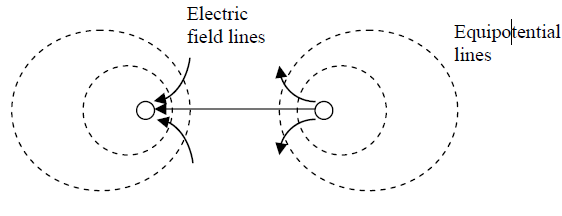 Electric
field lines
Equipotential
lines